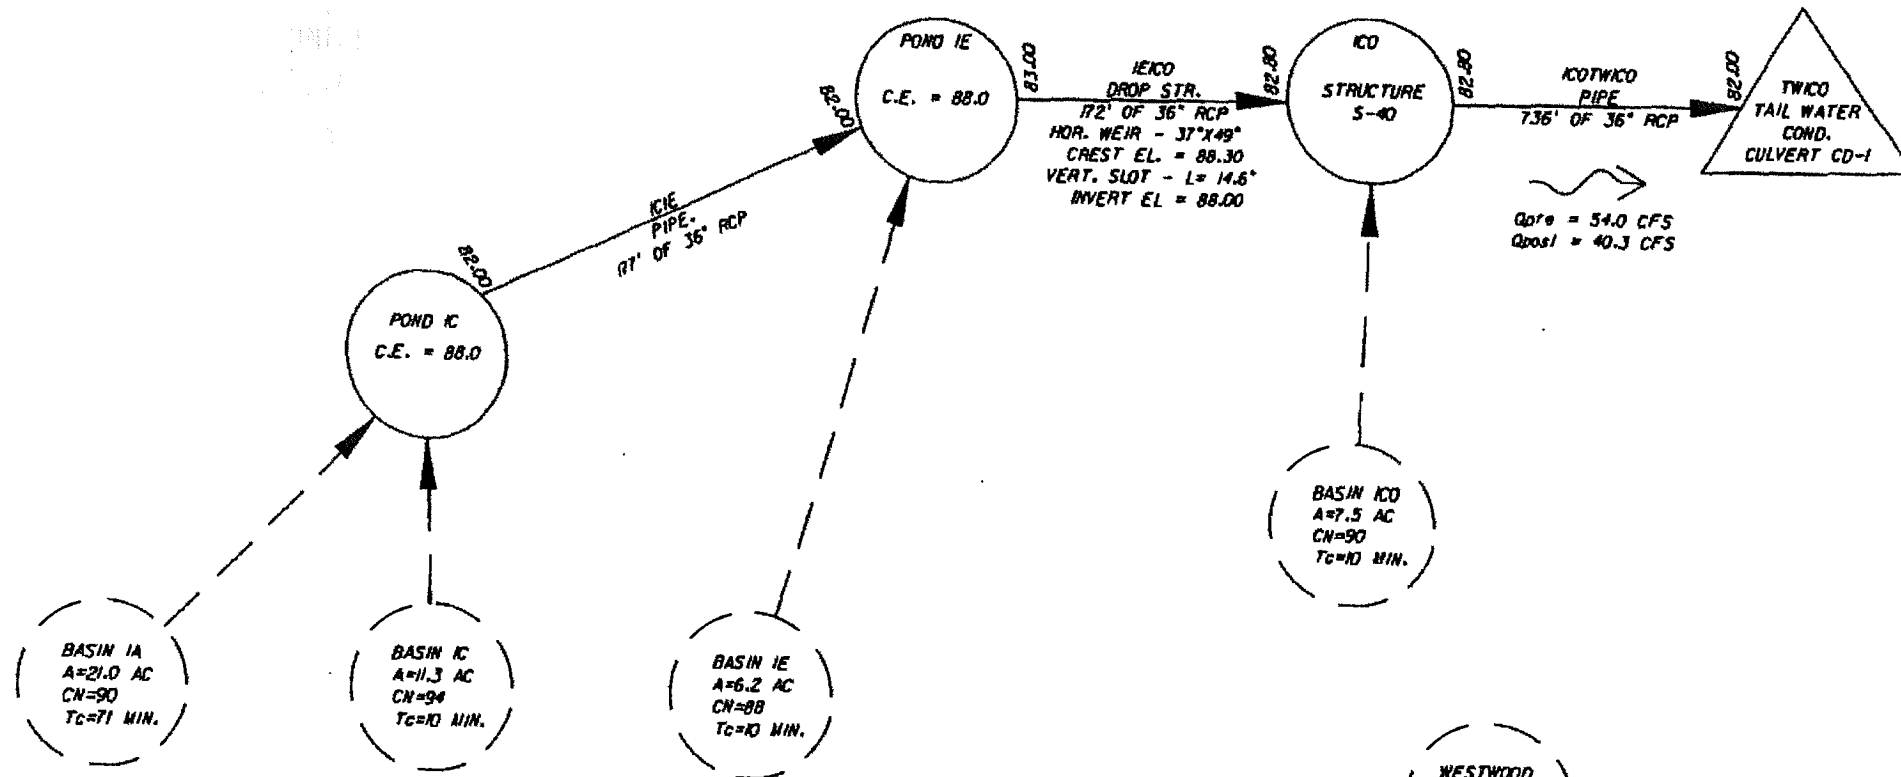 POND IE
C.E. = 88.0
82.00
83.00
IEICO
DROP STR.
172' OF 36" RCP
HOR. WEIR - 37"X49"
CREST EL. = 88.30
VERT. SLOT - L= 14.6"
INVERT EL = 88.00
82.80
ICO
STRUCTURE
S-40
82.80
ICOTWICO
PIPE
736' OF 36" RCP
82.00
TWICO
TAIL WATER
COND.
CULVERT CD-1
Qpre = 54.0 CFS
Qpost = 40.3 CFS
ICIE
PIPE.
177' OF 36" RCP
82.00
POND IC
C.E. = 88.0
BASIN ICO
A=7.5 AC
CN=90
Tc=10 MIN.
BASIN IA
A=21.0 AC
CN=90
Tc=71 MIN.
BASIN IC
A=11.3 AC
CN=94
Tc=10 MIN.
BASIN IE
A=6.2 AC
CN=88
Tc=10 MIN.
WESTWOOD